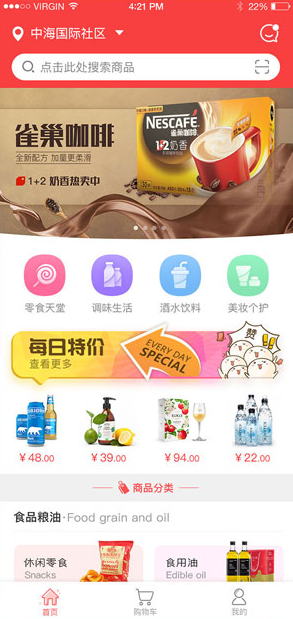 VIRGIN 4:21 PM 22%
中海国际社区
点击此处搜索商品
雀巢咖啡
全新配方 加量更柔滑
1+2 奶香热卖中
NESCAFÉ
雀巢咖啡
1+2 奶香
零食天堂 调味生活 酒水饮料 美妆个护
每日特价
查看更多
EVERY DAY
SPECIAL
赞
¥48.00 ¥39.00 ¥94.00 ¥22.00
商品分类
食品粮油·Food grain and oil
休闲零食
Snacks
食用油
Edible oil
首页 购物车 我的